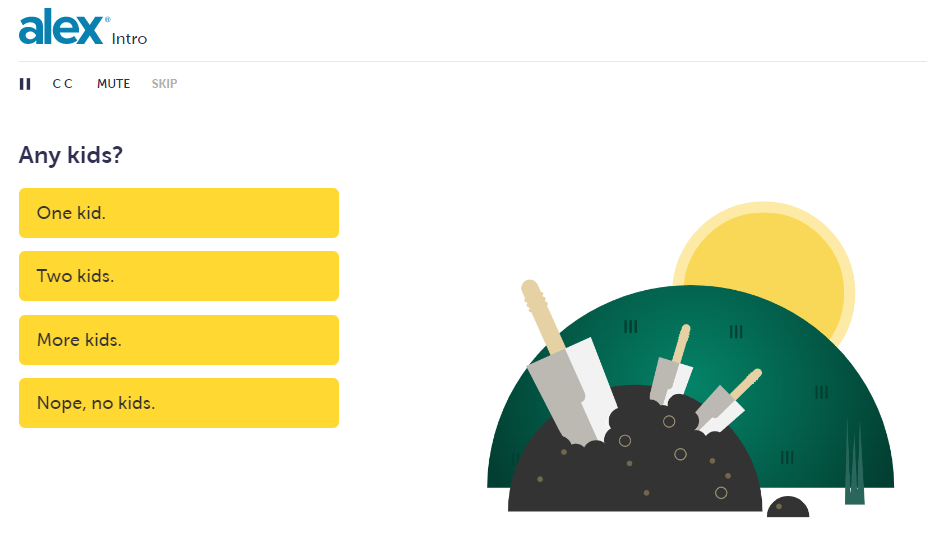 alex® Intro
CC MUTE SKIP
Any kids?
One kid.
Two kids.
More kids.
Nope, no kids.